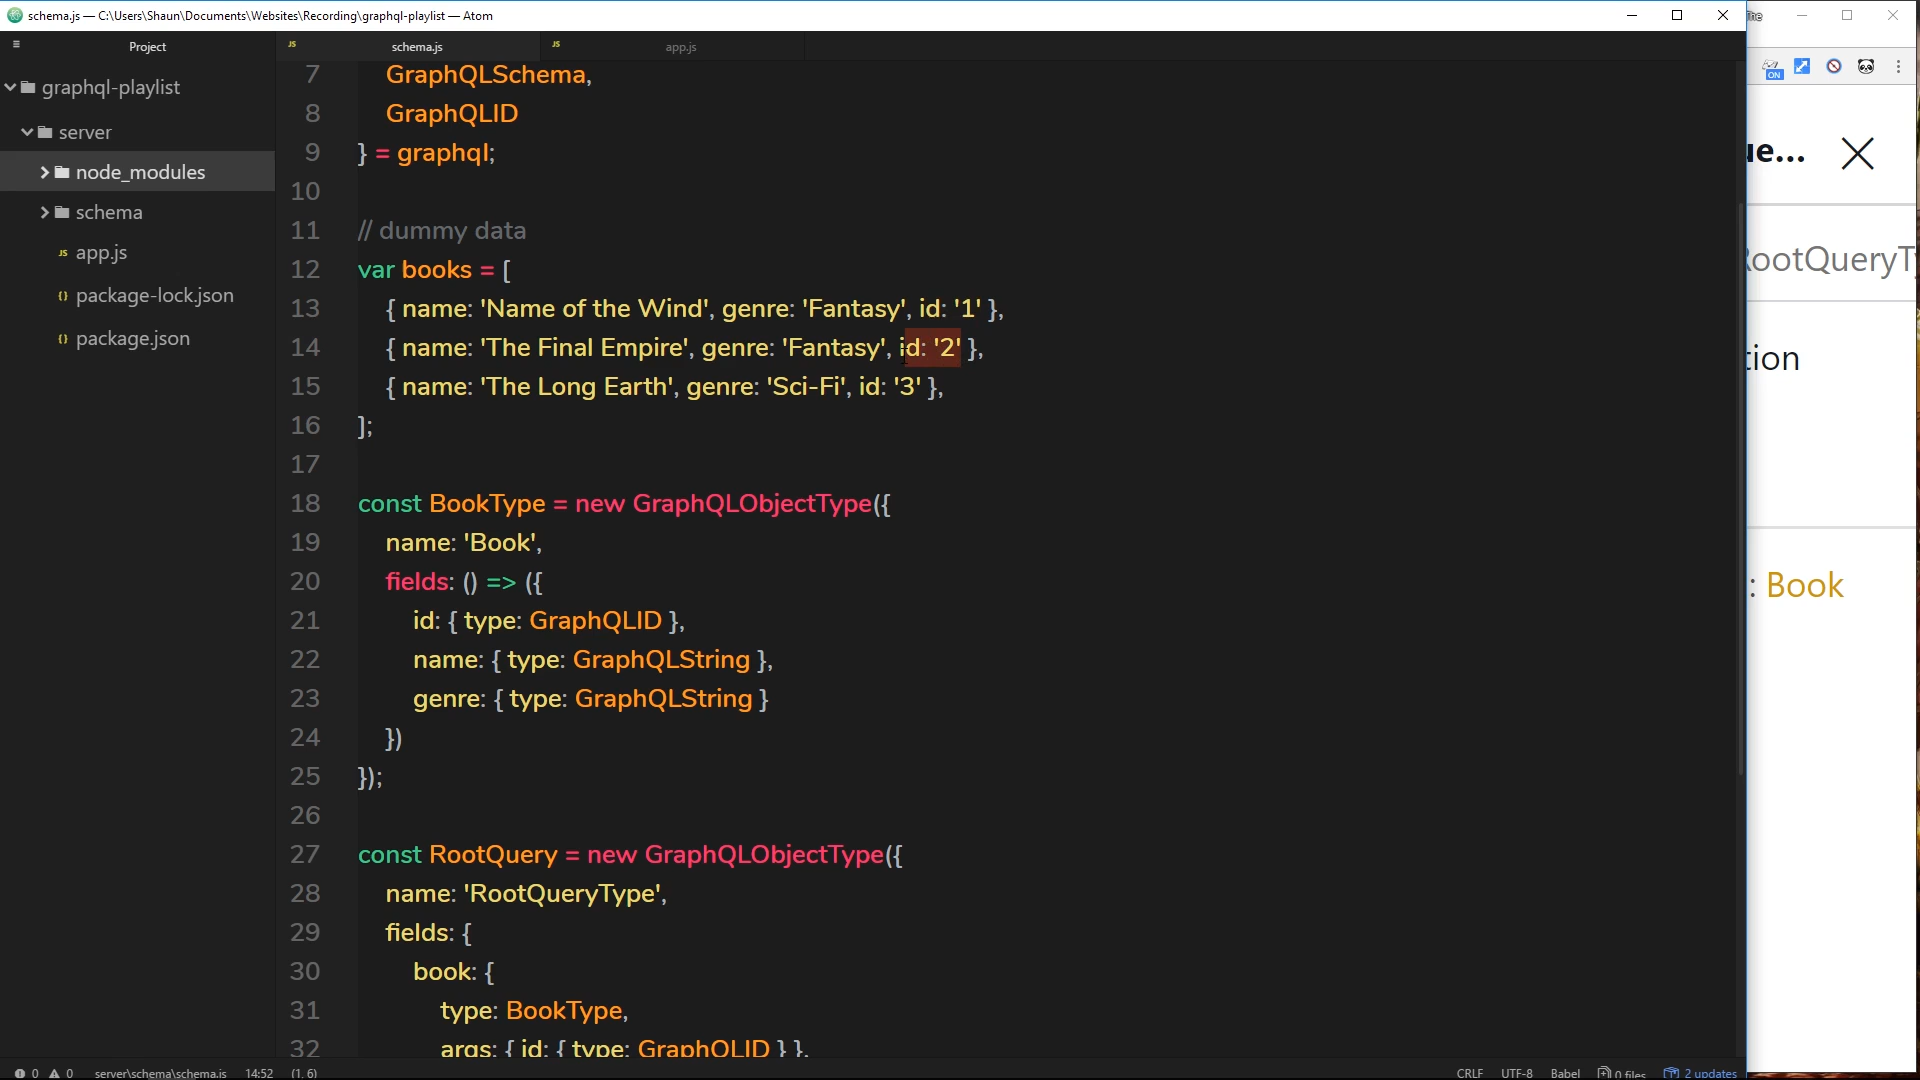 schema.js — C:\Users\Shaun\Documents\Websites\Recording\graphql-playlist — Atom
Project
schema.js
app.js
graphql-playlist
server
node_modules
schema
app.js
package-lock.json
package.json
7 GraphQLSchema,
8 GraphQLID
9 } = graphql;
10
11 // dummy data
12 var books = [
13 { name: 'Name of the Wind', genre: 'Fantasy', id: '1' },
14 { name: 'The Final Empire', genre: 'Fantasy', id: '2' },
15 { name: 'The Long Earth', genre: 'Sci-Fi', id: '3' },
16 ];
17
18 const BookType = new GraphQLObjectType({
19 name: 'Book',
20 fields: () => ({
21 id: { type: GraphQLID },
22 name: { type: GraphQLString },
23 genre: { type: GraphQLString }
24 })
25 });
26
27 const RootQuery = new GraphQLObjectType({
28 name: 'RootQueryType',
29 fields: {
30 book: {
31 type: BookType,
32 args: { id: { type: GraphQLID } },
0 0 server\schema\schema.js 14:52 (1, 6)
CRLF UTF-8 Babel 0 files 2 updates
ON
ue...
RootQueryTy
tion
: Book